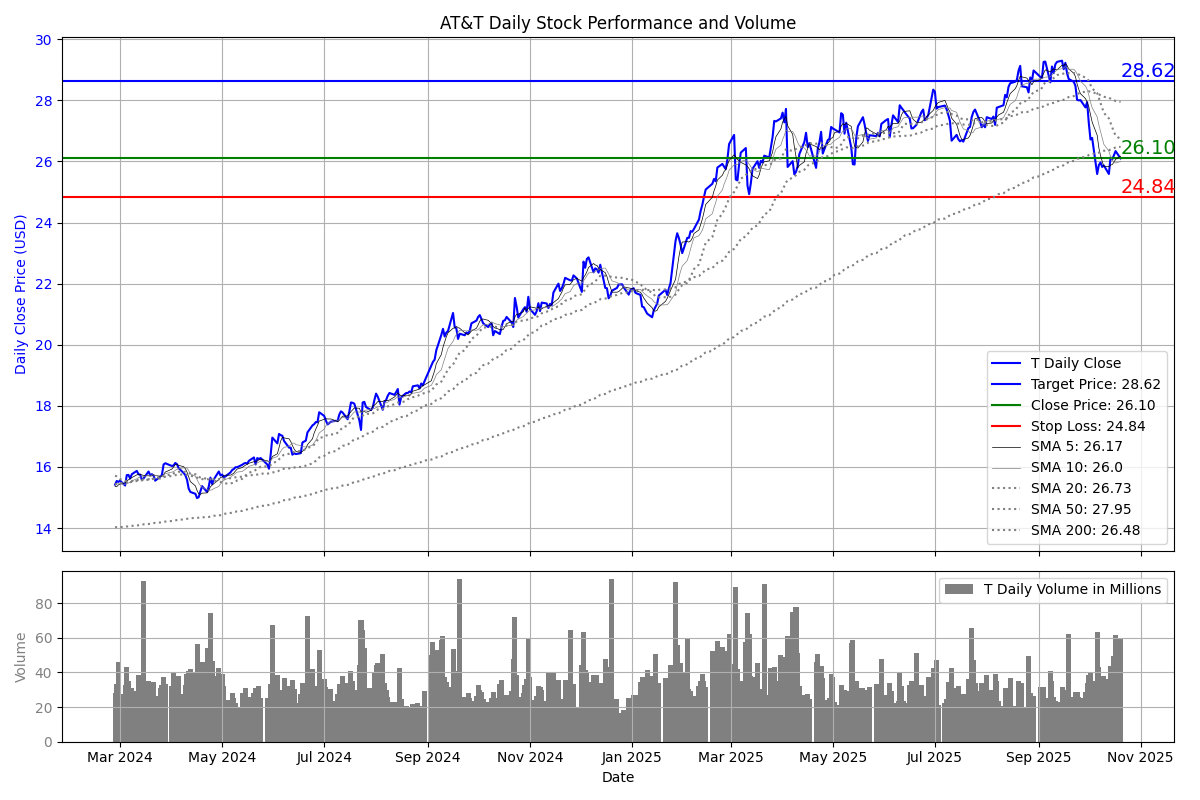 AT&T Daily Stock Performance and Volume
30
28
26
24
22
20
18
16
14
Daily Close Price (USD)
28.62
26.10
24.84
T Daily Close
Target Price: 28.62
Close Price: 26.10
Stop Loss: 24.84
SMA 5: 26.17
SMA 10: 26.0
SMA 20: 26.73
SMA 50: 27.95
SMA 200: 26.48
80
60
40
20
0
Volume
T Daily Volume in Millions
Mar 2024 May 2024 Jul 2024 Sep 2024 Nov 2024 Jan 2025 Mar 2025 May 2025 Jul 2025 Sep 2025 Nov 2025
Date